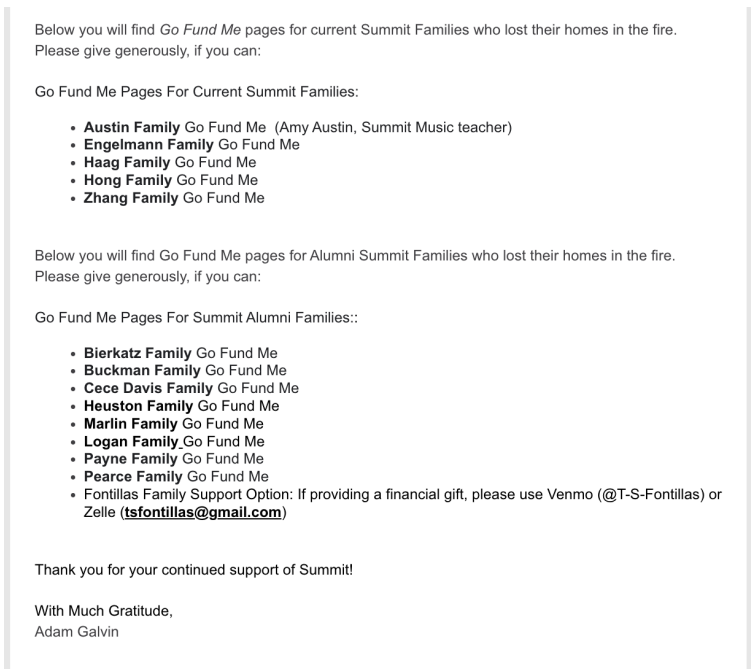 Below you will find Go Fund Me pages for current Summit Families who lost their homes in the fire.
Please give generously, if you can:
Go Fund Me Pages For Current Summit Families:
• Austin Family Go Fund Me (Amy Austin, Summit Music teacher)
• Engelmann Family Go Fund Me
• Haag Family Go Fund Me
• Hong Family Go Fund Me
• Zhang Family Go Fund Me
Below you will find Go Fund Me pages for Alumni Summit Families who lost their homes in the fire.
Please give generously, if you can:
Go Fund Me Pages For Summit Alumni Families::
• Bierkatz Family Go Fund Me
• Buckman Family Go Fund Me
• Cece Davis Family Go Fund Me
• Heuston Family Go Fund Me
• Marlin Family Go Fund Me
• Logan Family Go Fund Me
• Payne Family Go Fund Me
• Pearce Family Go Fund Me
• Fontillas Family Support Option: If providing a financial gift, please use Venmo (@T-S-Fontillas) or
Zelle (tsfontillas@gmail.com)
Thank you for your continued support of Summit!
With Much Gratitude,
Adam Galvin